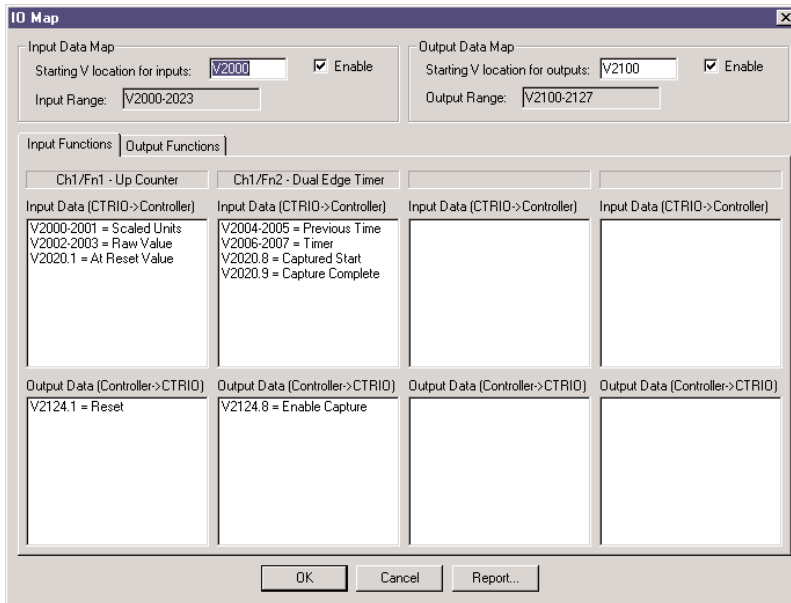 IO Map
Input Data Map
Starting V location for inputs: V2000 Enable
Input Range: V2000-2023
Output Data Map
Starting V location for outputs: V2100 Enable
Output Range: V2100-2127
Input Functions Output Functions
Ch1/Fn1 - Up Counter Ch1/Fn2 - Dual Edge Timer
Input Data (CTRIO->Controller) Input Data (CTRIO->Controller) Input Data (CTRIO->Controller) Input Data (CTRIO->Controller)
V2000-2001 = Scaled Units
V2002-2003 = Raw Value
V2020.1 = At Reset Value
V2004-2005 = Previous Time
V2006-2007 = Timer
V2020.8 = Captured Start
V2020.9 = Capture Complete
Output Data (Controller->CTRIO) Output Data (Controller->CTRIO) Output Data (Controller->CTRIO) Output Data (Controller->CTRIO)
V2124.1 = Reset
V2124.8 = Enable Capture
OK Cancel Report...